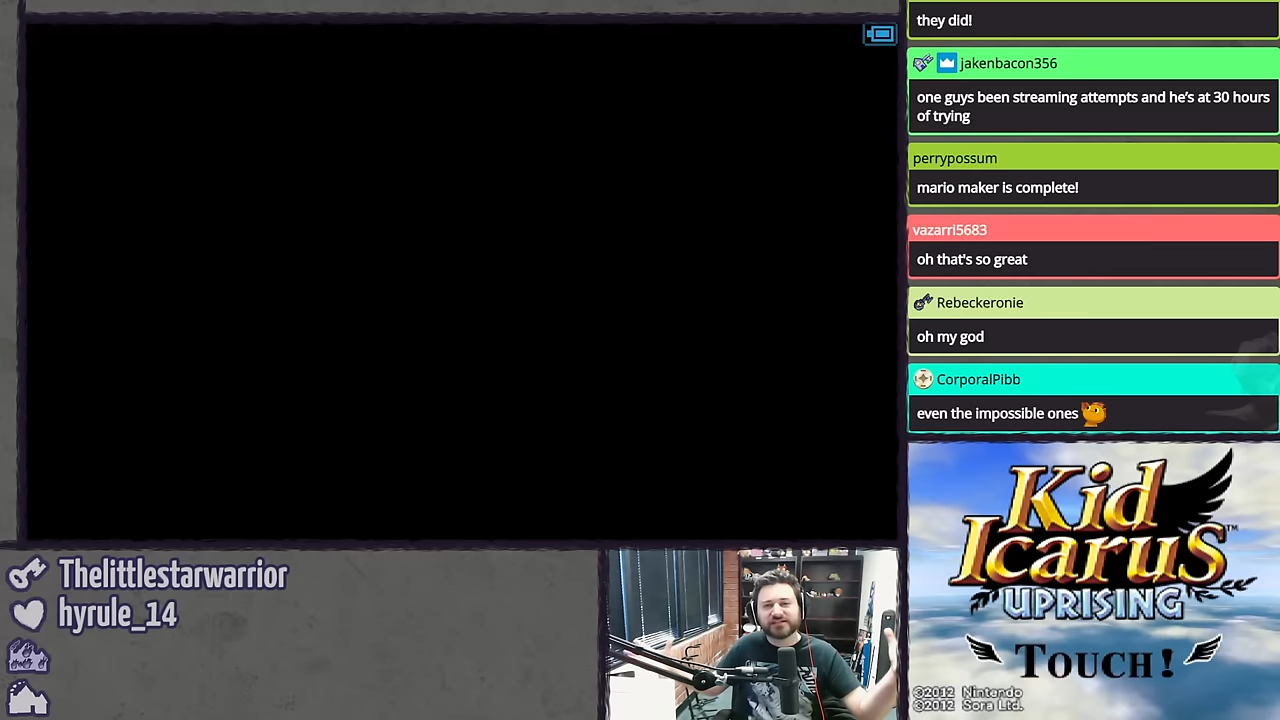 they did!
jakenbacon356
one guys been streaming attempts and he's at 30 hours
of trying
perrypossum
mario maker is complete!
vazarri5683
oh that's so great
Rebeckeronie
oh my god
CorporalPibb
even the impossible ones
Thelittlestarwarrior
hyrule_14
Kid
Icarus™
UPRISING
TOUCH!
©2012 Nintendo
©2012 Sora Ltd.